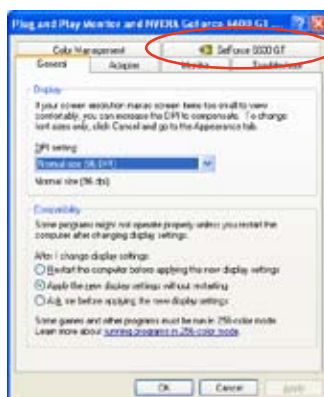 Plug and Play Monitor and NVIDIA GeForce 6600 GT ...
Color Management
GeForce 6600 GT
General
Adapter
Monitor
Troubleshoot
Display
If your screen resolution makes screen items too small to view
comfortably, you can increase the DPI to compensate. To change
font sizes only, click Cancel and go to the Appearance tab.
DPI setting:
Normal size (96 DPI)
Normal size (96 dpi)
Compatibility
Some programs might not operate properly unless you restart the
computer after changing display settings.
After I change display settings:
Restart the computer before applying the new display settings
Apply the new display settings without restarting
Ask me before applying the new display settings
Some games and other programs must be run in 256-color mode.
Learn more about running programs in 256-color mode.
OK
Cancel
Apply